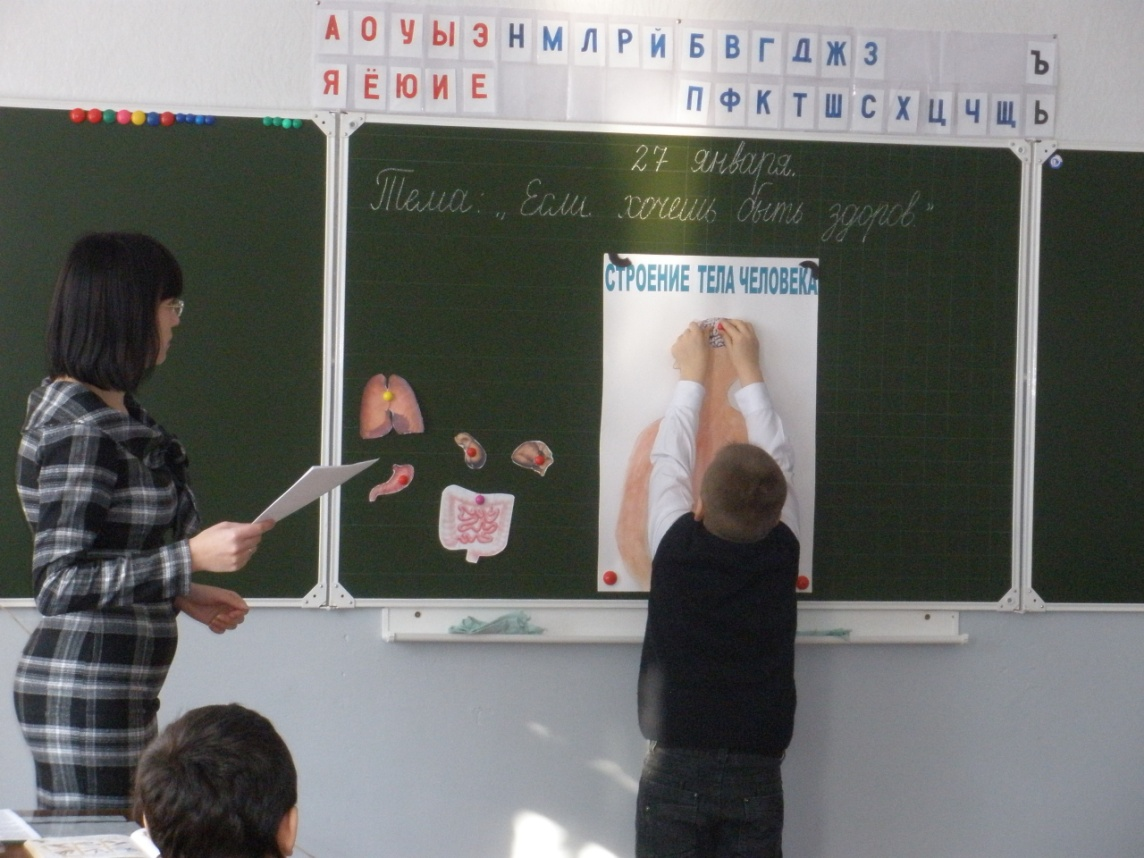 А О У Ы Э Н М Л Р Й Б В Г Д Ж З Ъ
Я Ё Ю И Е П Ф К Т Ш С Х Ц Ч Щ Ь
27 января.
Тема: „Если хочешь быть здоров"
СТРОЕНИЕ ТЕЛА ЧЕЛОВЕКА